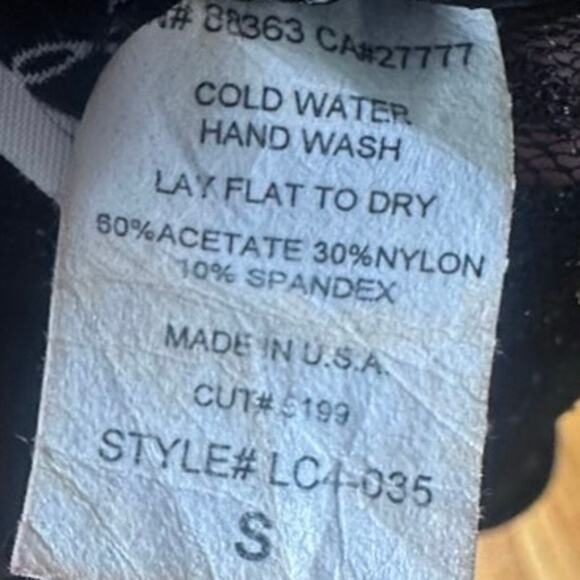 # 88363 CA#27777
COLD WATER
HAND WASH
LAY FLAT TO DRY
60%ACETATE 30%NYLON
10% SPANDEX
MADE IN U.S.A.
CUT# 5199
STYLE# LC4-035
S